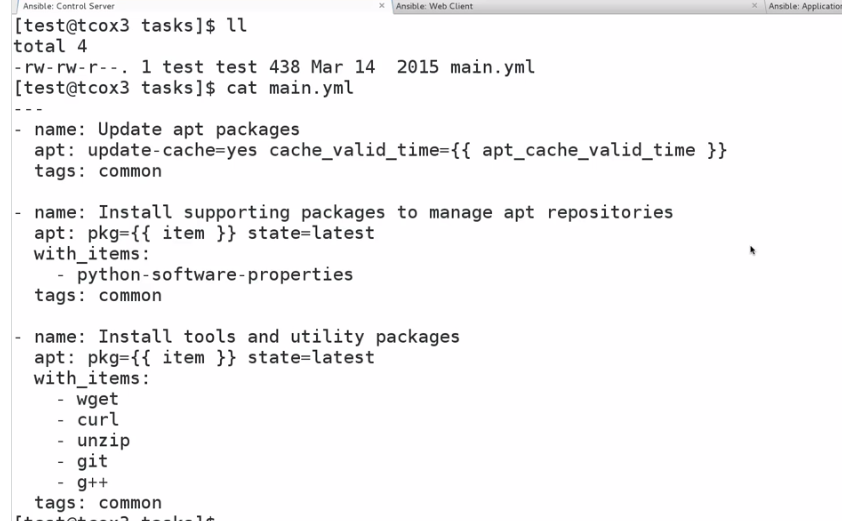 Ansible: Control Server
Ansible: Web Client
Ansible: Application
[test@tcox3 tasks]$ ll
total 4
-rw-rw-r--. 1 test test 438 Mar 14  2015 main.yml
[test@tcox3 tasks]$ cat main.yml
---
- name: Update apt packages
  apt: update-cache=yes cache_valid_time={{ apt_cache_valid_time }}
  tags: common

- name: Install supporting packages to manage apt repositories
  apt: pkg={{ item }} state=latest
  with_items:
    - python-software-properties
  tags: common

- name: Install tools and utility packages
  apt: pkg={{ item }} state=latest
  with_items:
    - wget
    - curl
    - unzip
    - git
    - g++
  tags: common
[test@tcox3 tasks]$